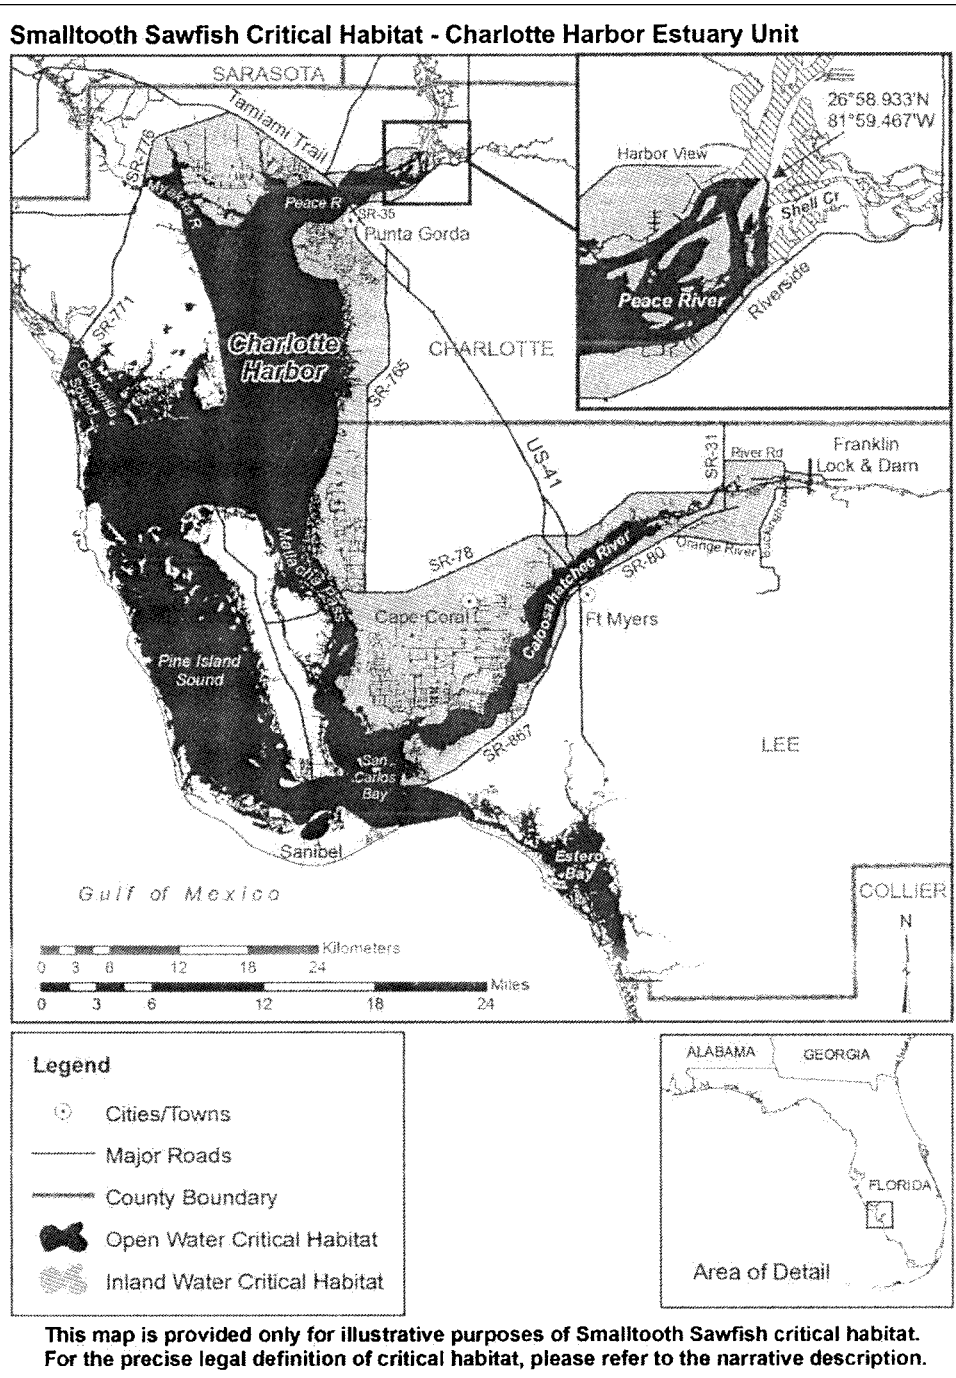 Smalltooth Sawfish Critical Habitat - Charlotte Harbor Estuary Unit
SARASOTA
Tamiami Trail
SR-776
Myakka R
Peace R
SR-35
Punta Gorda
SR-771
Gasparilla
Sound
Charlotte
Harbor
CHARLOTTE
SR-765
US-41
26°58.933'N
81°59.467'W
Harbor View
Shell Cr
Peace River
Riverside
SR-31
River Rd
Franklin
Lock & Dam
Buckingham
Orange River
SR-80
SR-78
Caloosahatchee River
Matlacha Pass
Cape Coral
Ft Myers
Pine Island
Sound
SR-867
San
Carlos
Bay
LEE
Sanibel
Estero
Bay
Gulf of Mexico
COLLIER
N
Kilometers
0 3 6 12 18 24
Miles
0 3 6 12 18 24
Legend
Cities/Towns
Major Roads
County Boundary
Open Water Critical Habitat
Inland Water Critical Habitat
ALABAMA
GEORGIA
FLORIDA
Area of Detail
This map is provided only for illustrative purposes of Smalltooth Sawfish critical habitat.
For the precise legal definition of critical habitat, please refer to the narrative description.